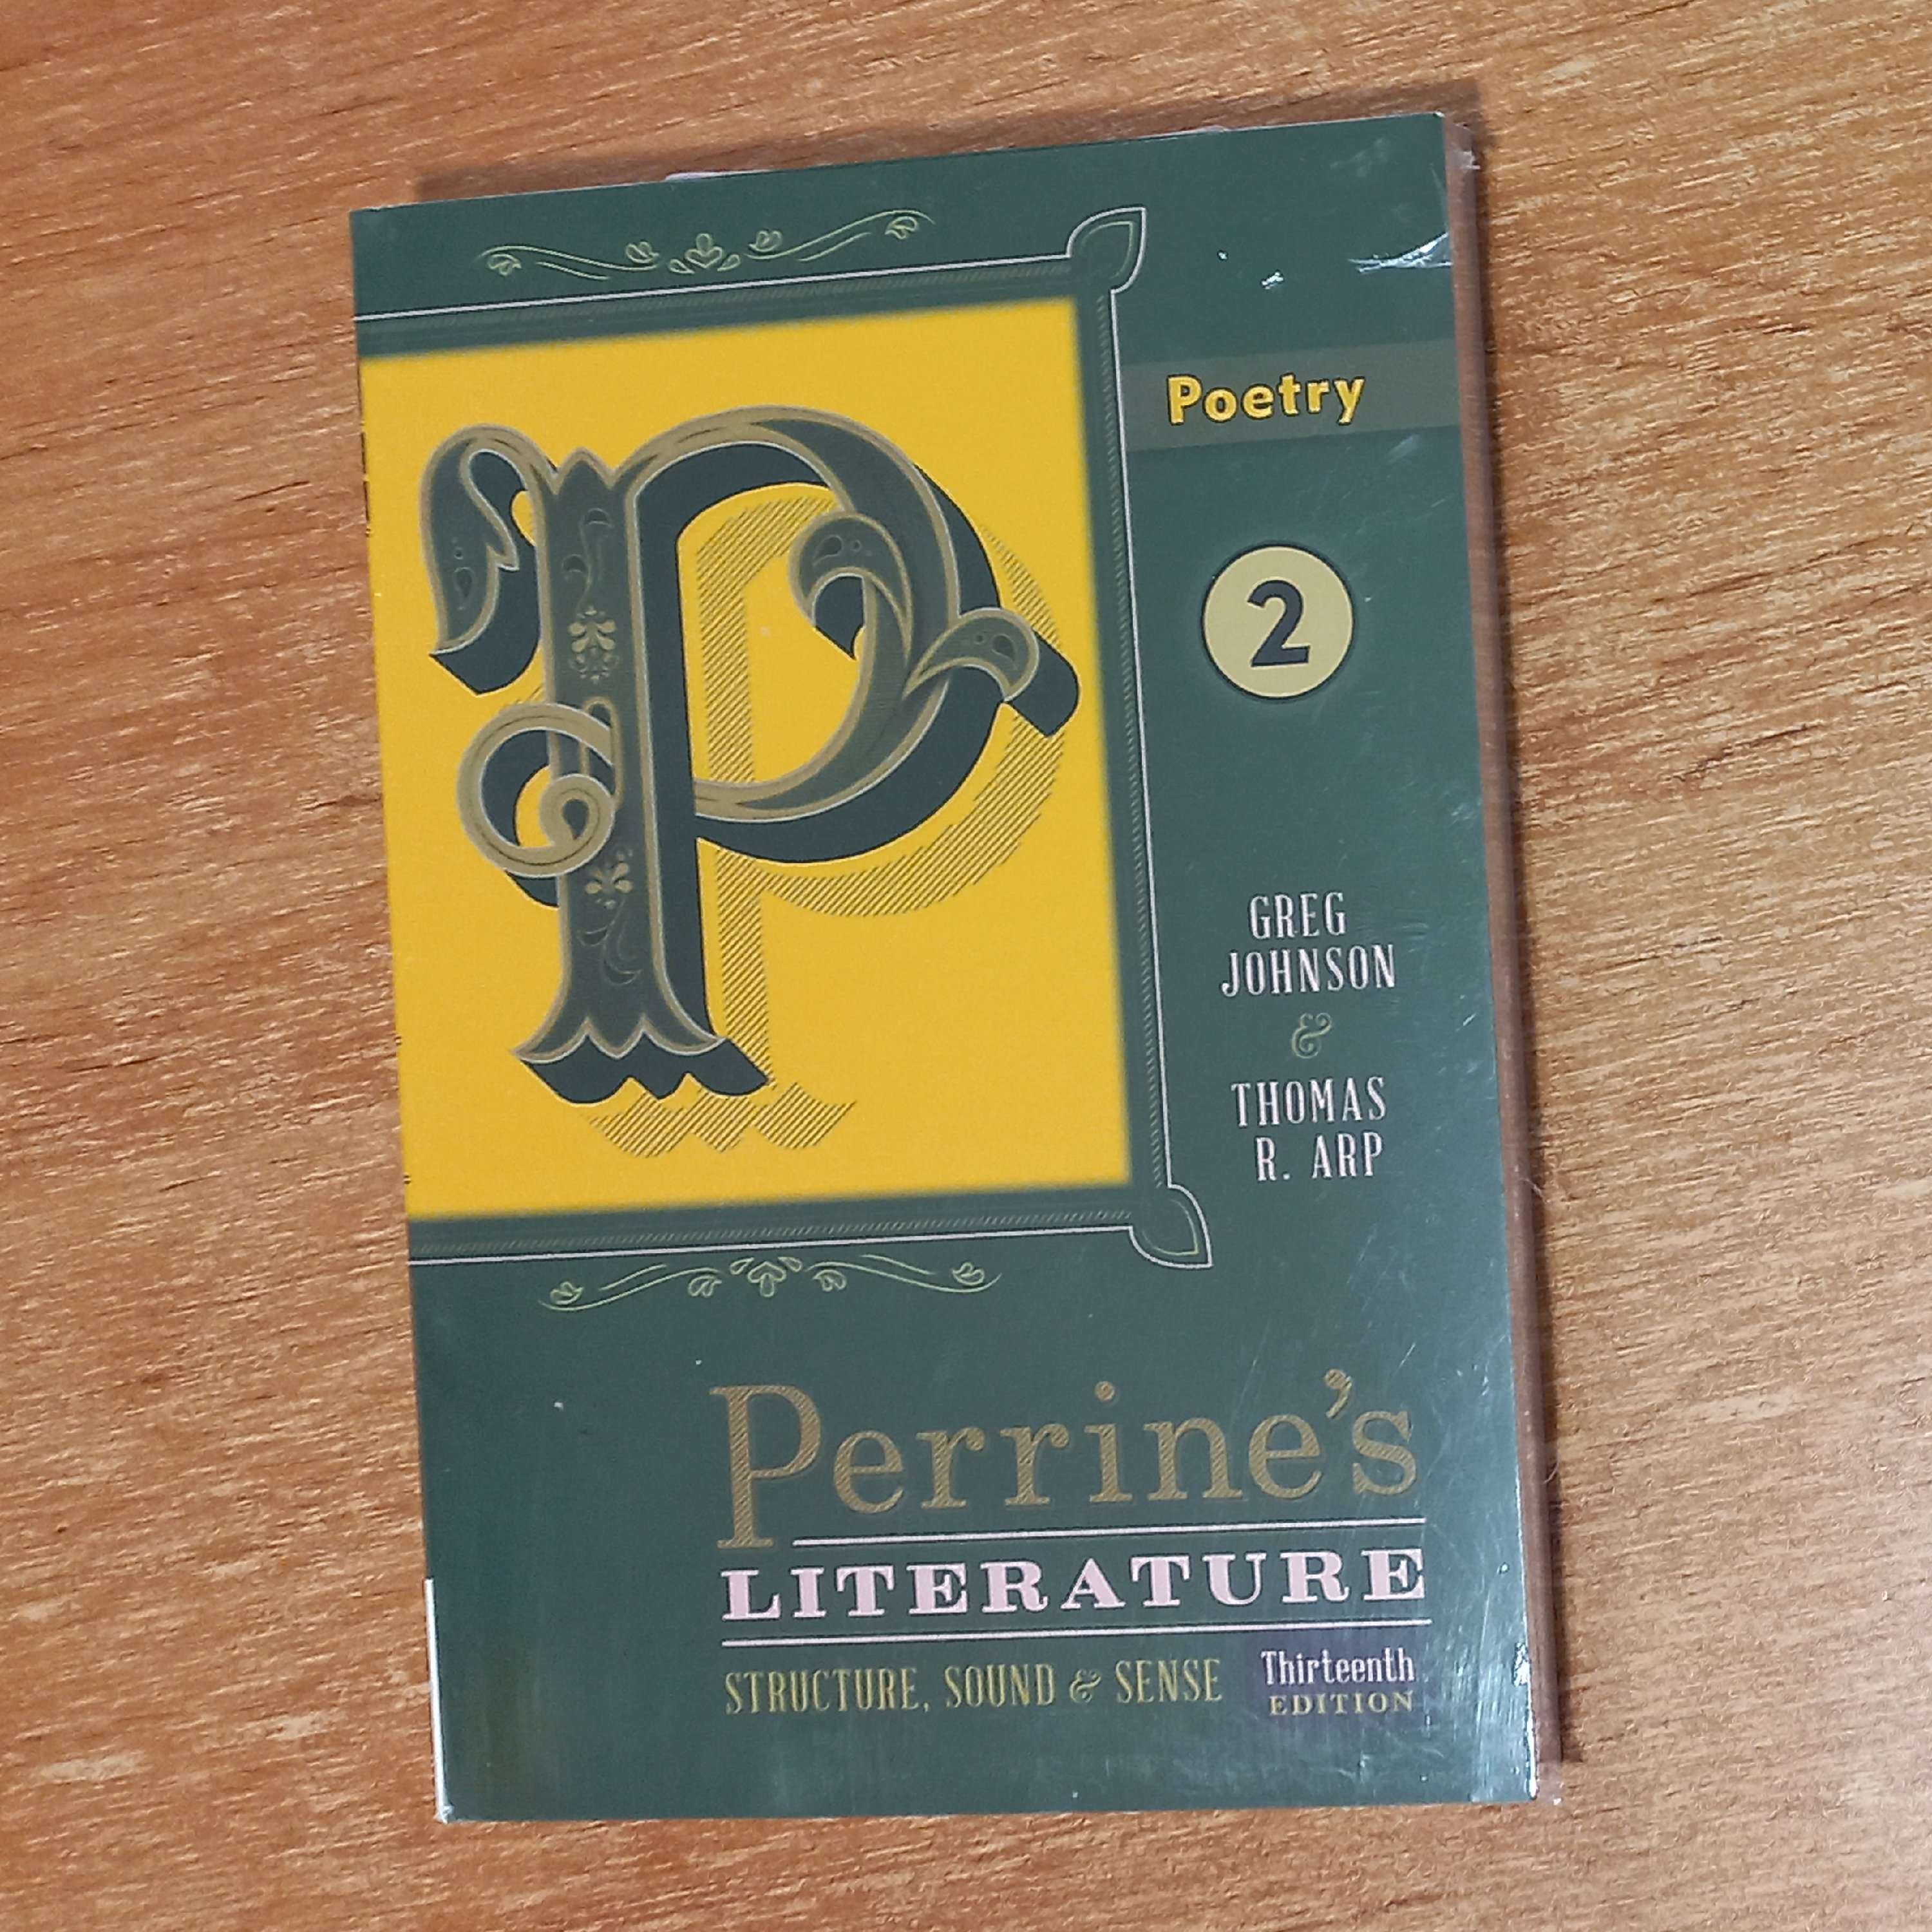 Poetry
2
P
GREG
JOHNSON
&
THOMAS
R. ARP
Perrine's
LITERATURE
STRUCTURE, SOUND & SENSE
Thirteenth
EDITION